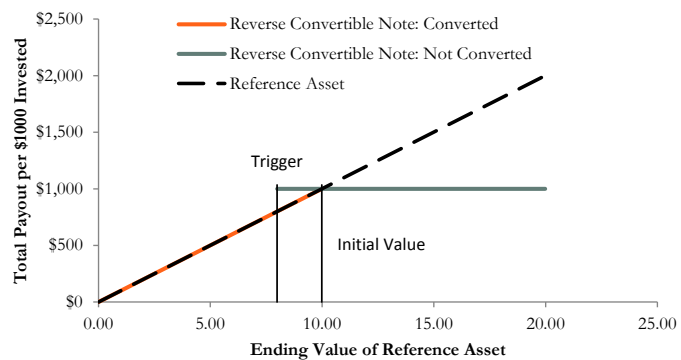 $2,500
Reverse Convertible Note: Converted
Reverse Convertible Note: Not Converted
Reference Asset
$2,000
$1,500
Trigger
$1,000
Initial Value
$500
$0
0.00 5.00 10.00 15.00 20.00 25.00
Total Payout per $1000 Invested
Ending Value of Reference Asset